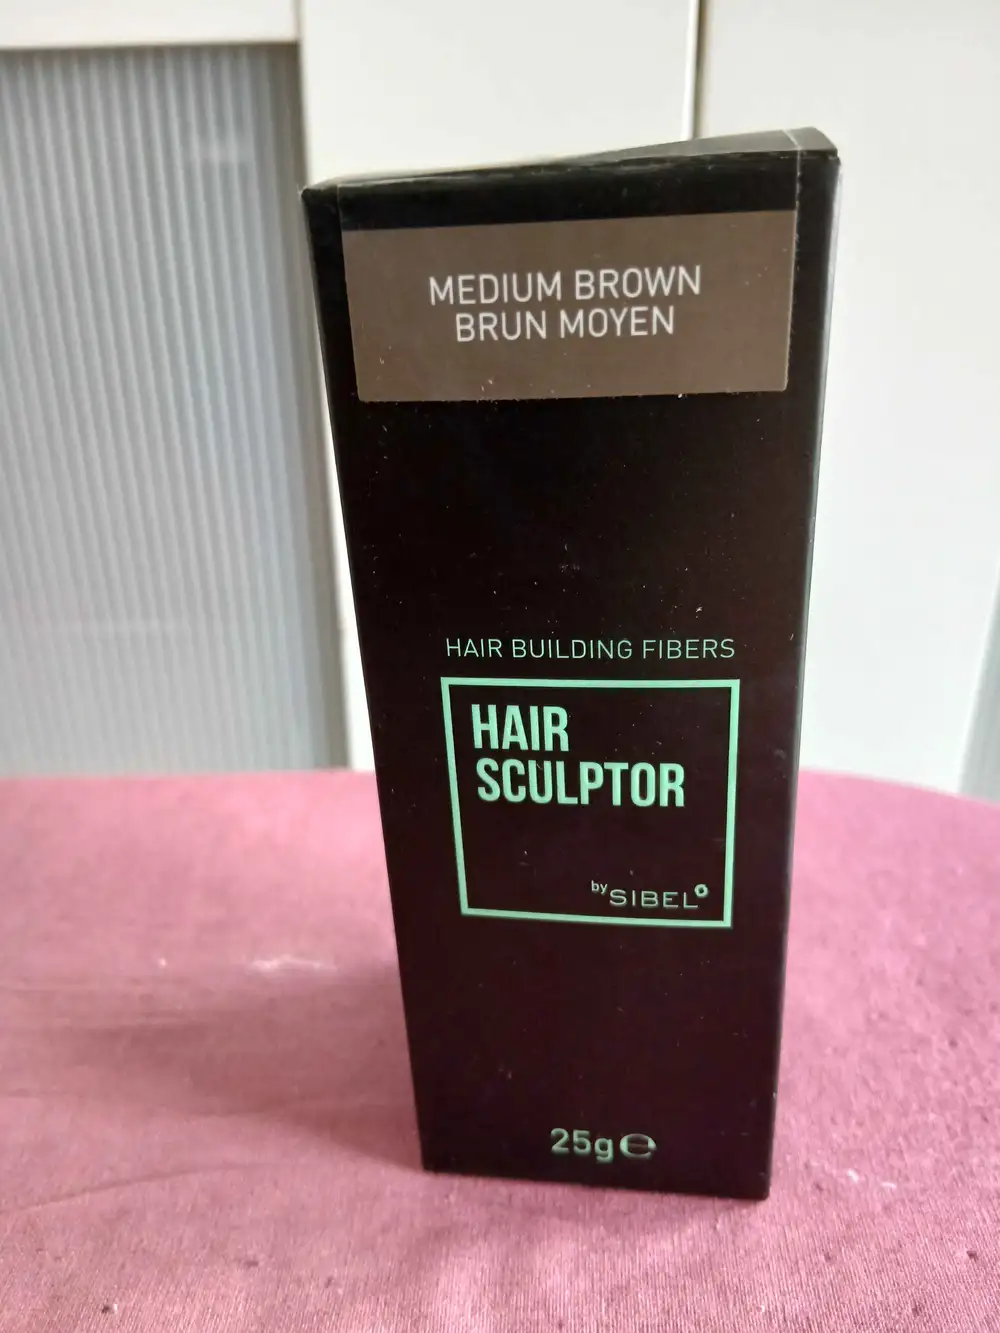 MEDIUM BROWN
BRUN MOYEN
HAIR BUILDING FIBERS
HAIR
SCULPTOR
by SIBEL
25g ℮